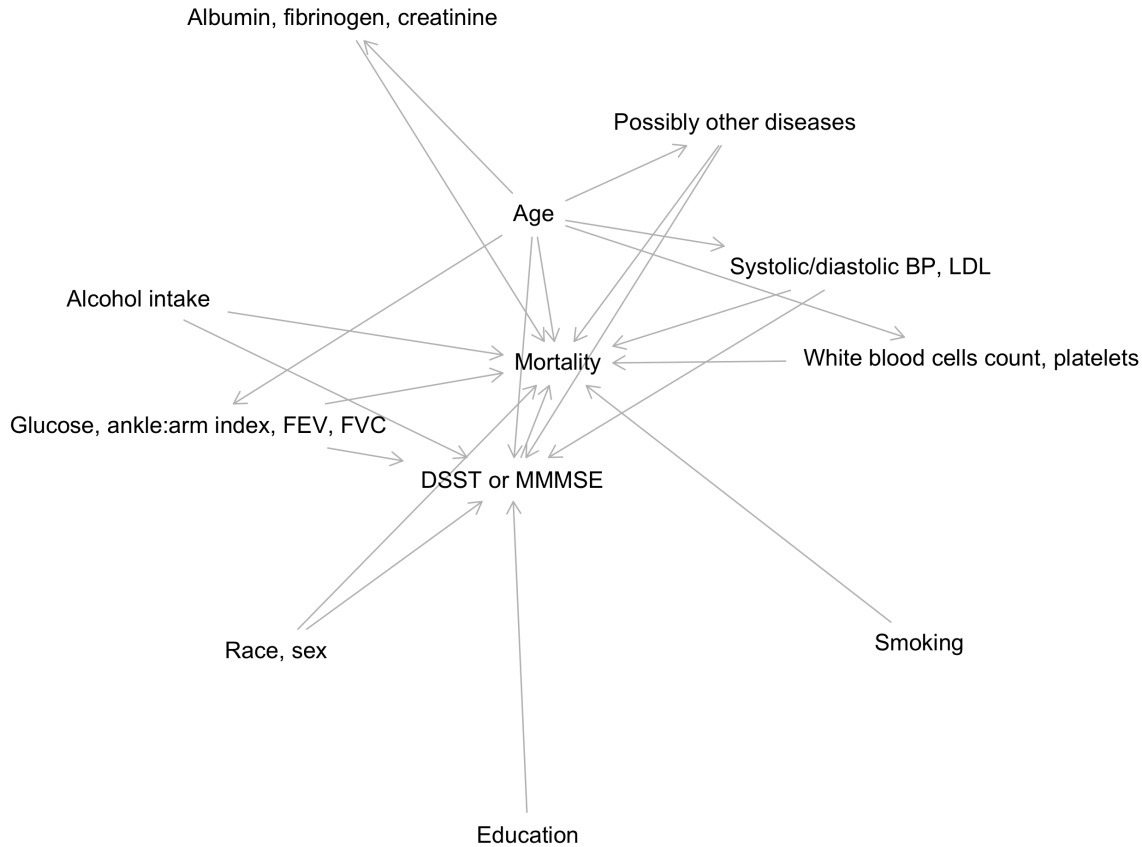 Albumin, fibrinogen, creatinine
Possibly other diseases
Age
Systolic/diastolic BP, LDL
Alcohol intake
Mortality
White blood cells count, platelets
Glucose, ankle:arm index, FEV, FVC
DSST or MMMSE
Race, sex
Smoking
Education